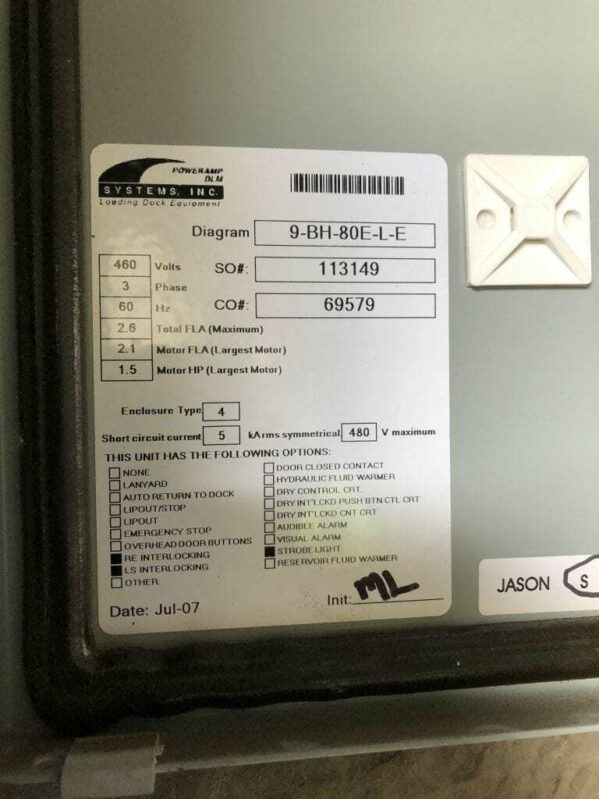 POWERAMP
DLM
SYSTEMS, INC.
Loading Dock Equipment
Diagram 9-BH-80E-L-E
460 Volts SO#: 113149
3 Phase
60 Hz CO#: 69579
2.6 Total FLA (Maximum)
2.1 Motor FLA (Largest Motor)
1.5 Motor HP (Largest Motor)
Enclosure Type 4
Short circuit current 5 kArms symmetrical 480 V maximum
THIS UNIT HAS THE FOLLOWING OPTIONS:
NONE
LANYARD
AUTO RETURN TO DOCK
LIPOUT/STOP
LIPOUT
EMERGENCY STOP
OVERHEAD DOOR BUTTONS
RE INTERLOCKING
LS INTERLOCKING
OTHER
DOOR CLOSED CONTACT
HYDRAULIC FLUID WARMER
DRY CONTROL CRT
DRY INT'LCKD PUSH BTN CTL CRT
DRY INT'LCKD CNT CRT
AUDIBLE ALARM
VISUAL ALARM
STROBE LIGHT
RESERVOIR FLUID WARMER
Date: Jul-07
Init: ML
JASON S